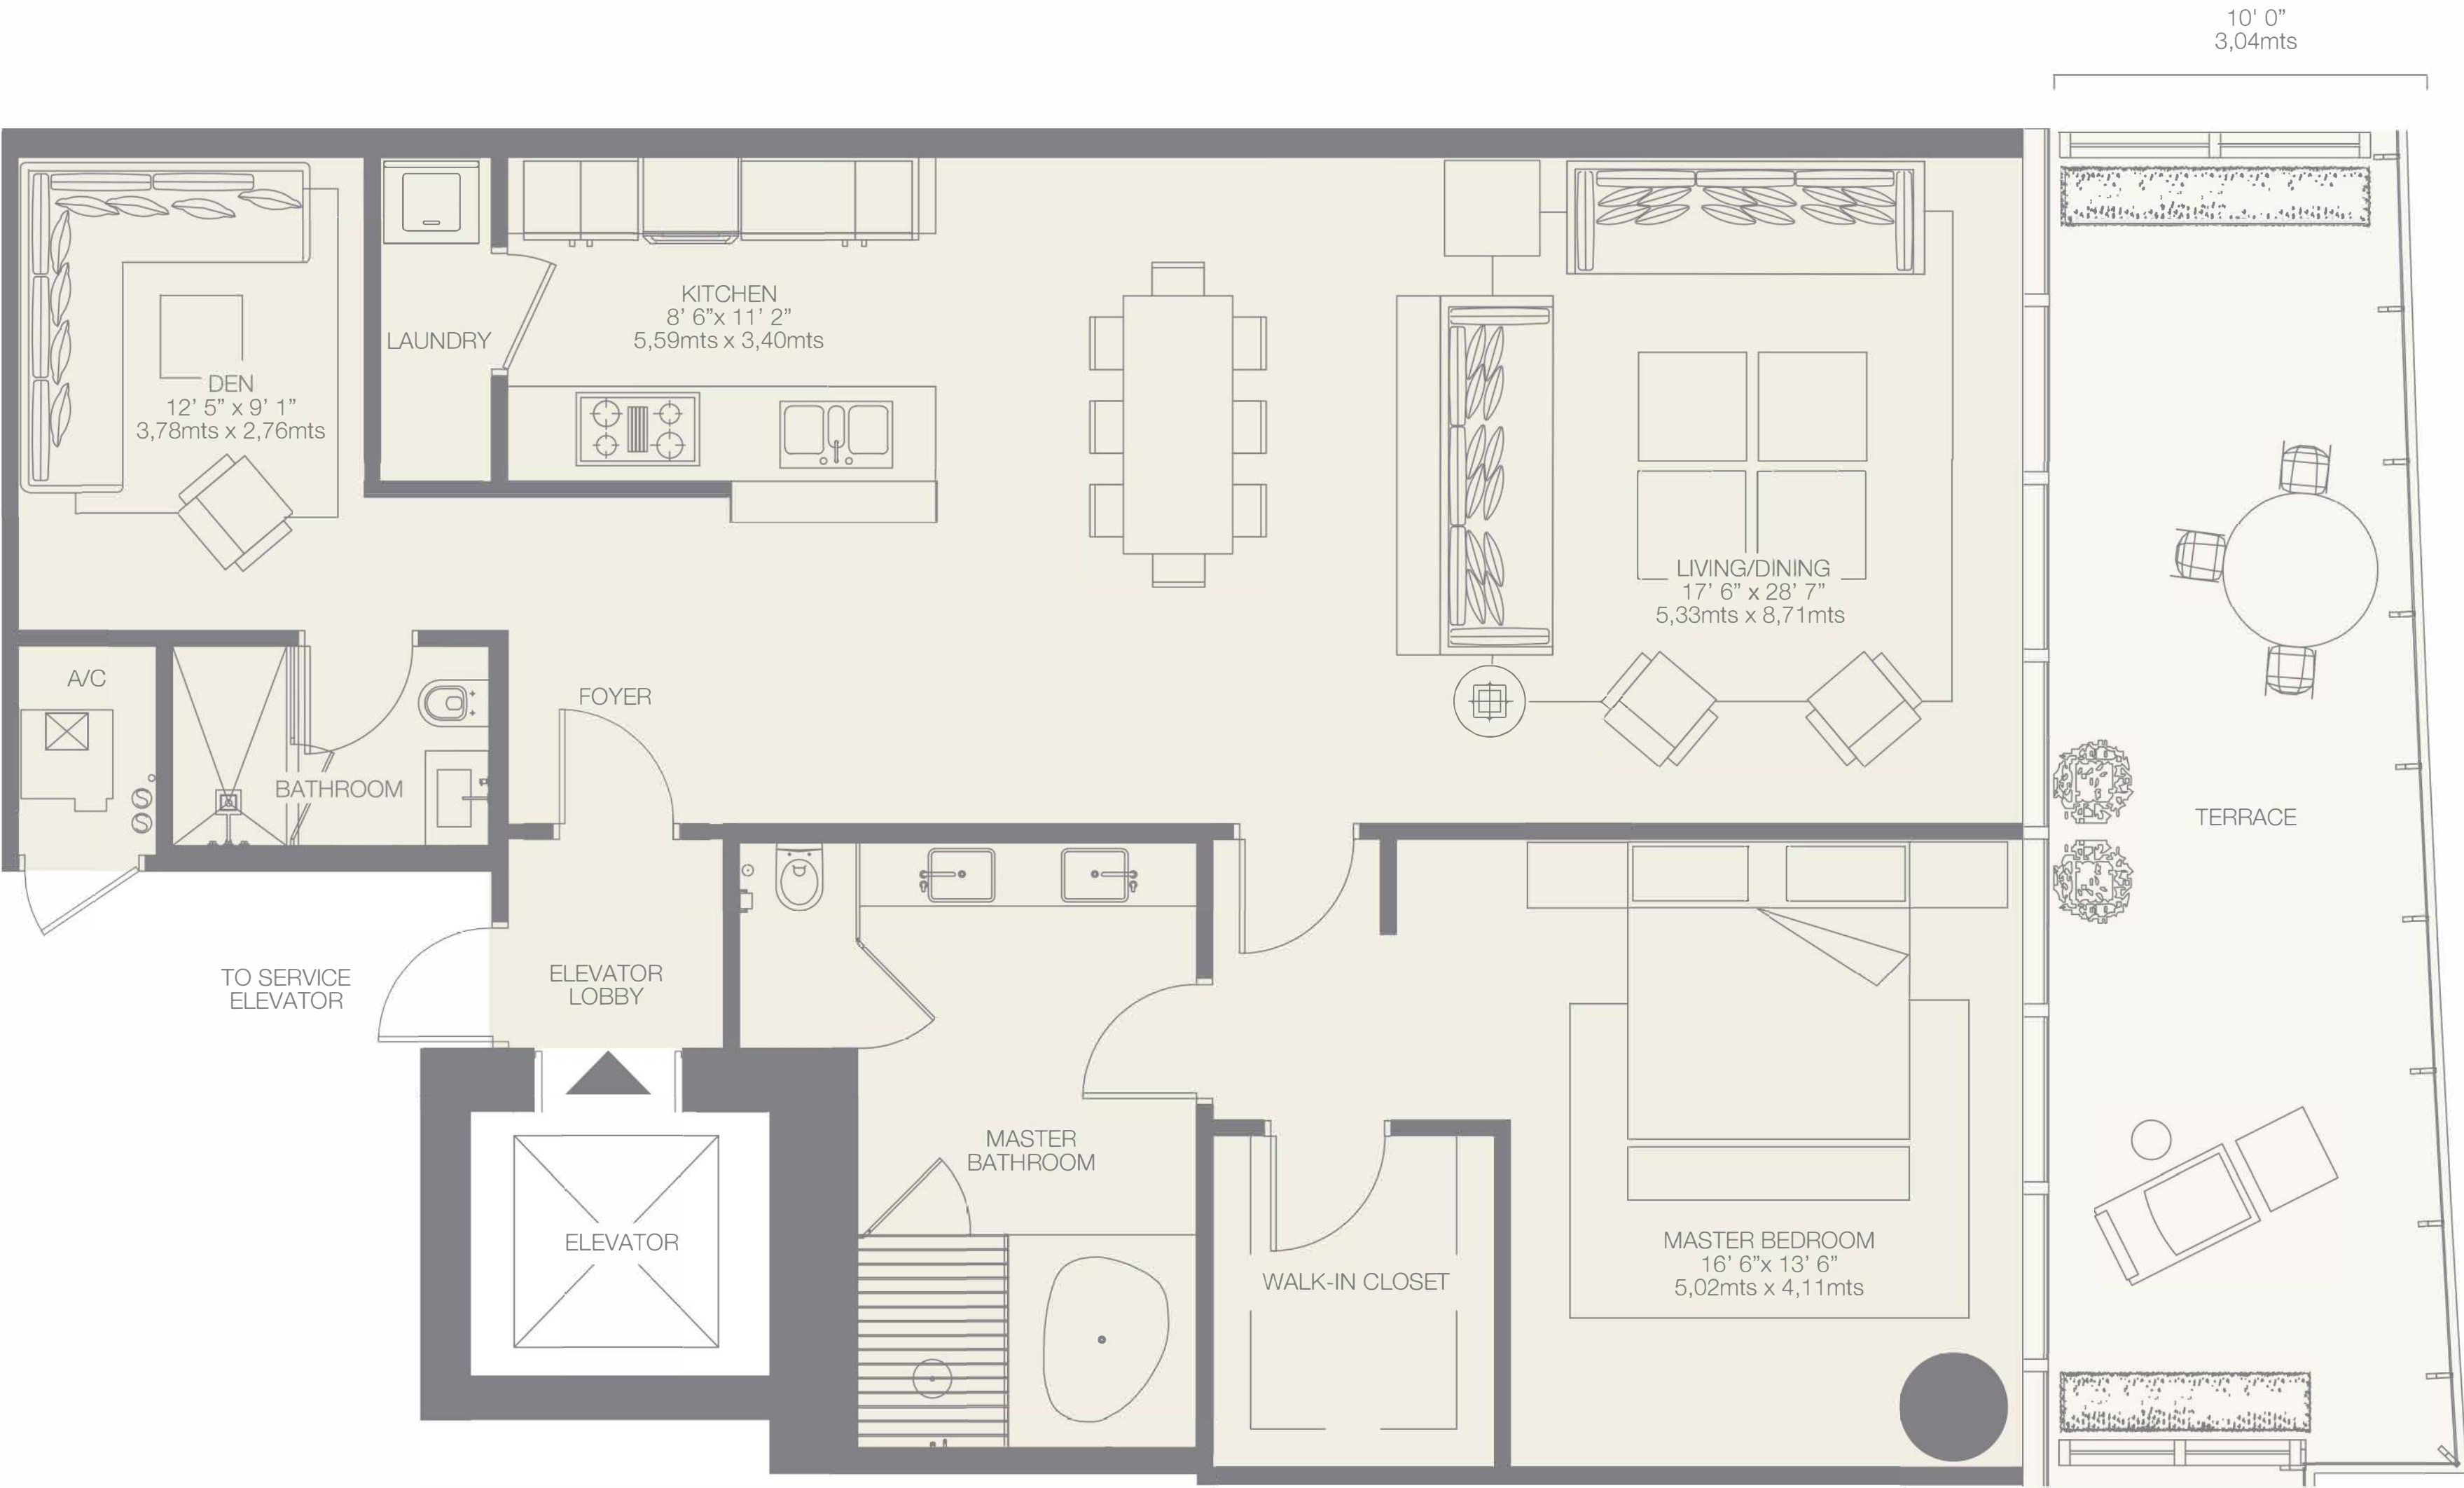 10' 0”
3,04mts
KITCHEN
8’ 6”x 11’ 2”
5,59mts x 3,40mts
LAUNDRY
DEN
12’ 5” x 9’ 1”
3,78mts x 2,76mts
LIVING/DINING
17’ 6” x 28’ 7”
5,33mts x 8,71mts
A/C
FOYER
BATHROOM
TERRACE
TO SERVICE
ELEVATOR
ELEVATOR
LOBBY
MASTER
BATHROOM
ELEVATOR
WALK-IN CLOSET
MASTER BEDROOM
16’ 6”x 13’ 6”
5,02mts x 4,11mts